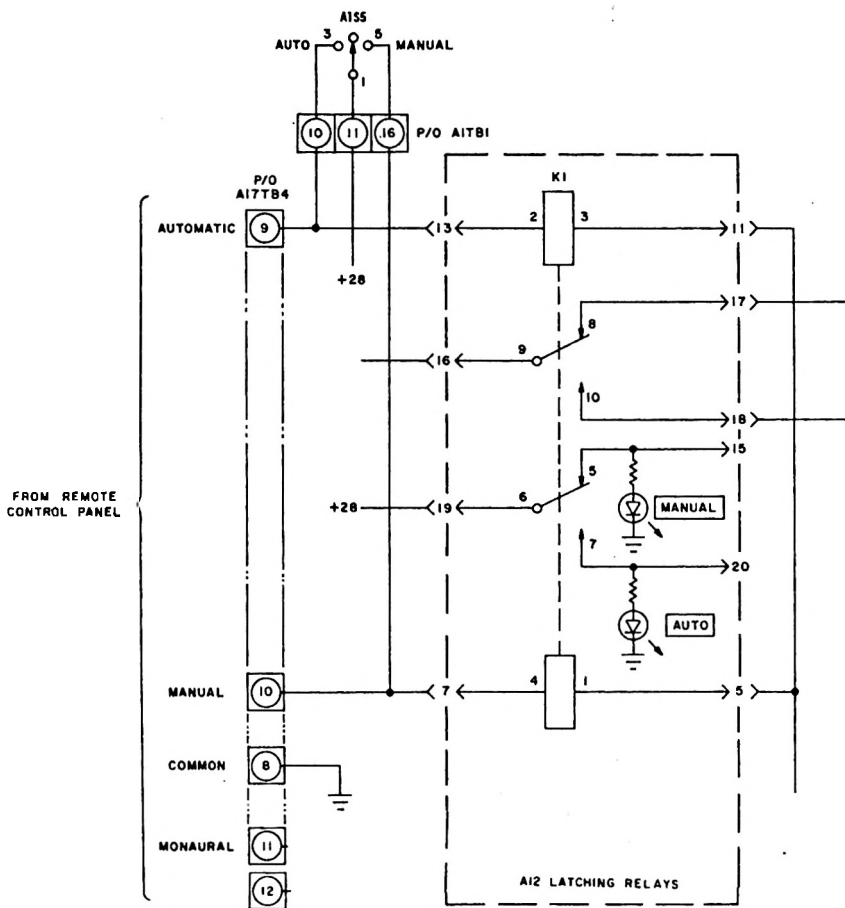 A1S5
AUTO 3 5 MANUAL
1
10 11 16 P/O A1TB1
P/O
A17TB4
K1
AUTOMATIC 9 13 2 3 11
+28
17
8
9
16
10
18
15
5
+28 19 6
MANUAL
7
20
AUTO
FROM REMOTE
CONTROL PANEL
MANUAL 10 7 4 1 5
COMMON 8
MONAURAL 11
12
A12 LATCHING RELAYS